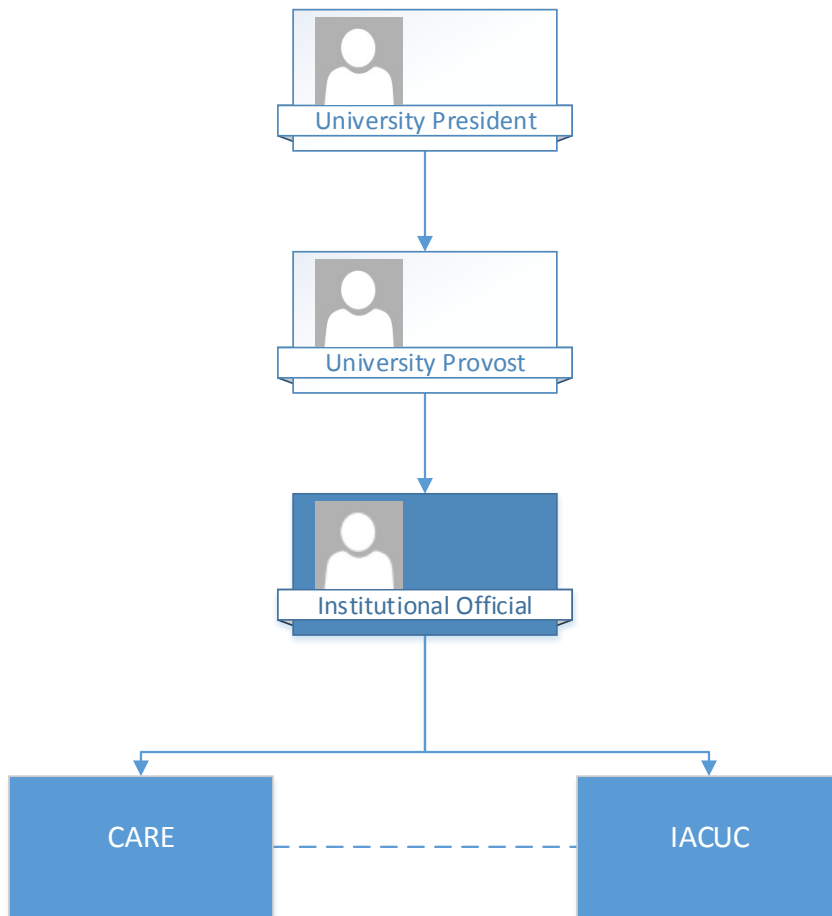 University President
University Provost
Institutional Official
CARE
IACUC